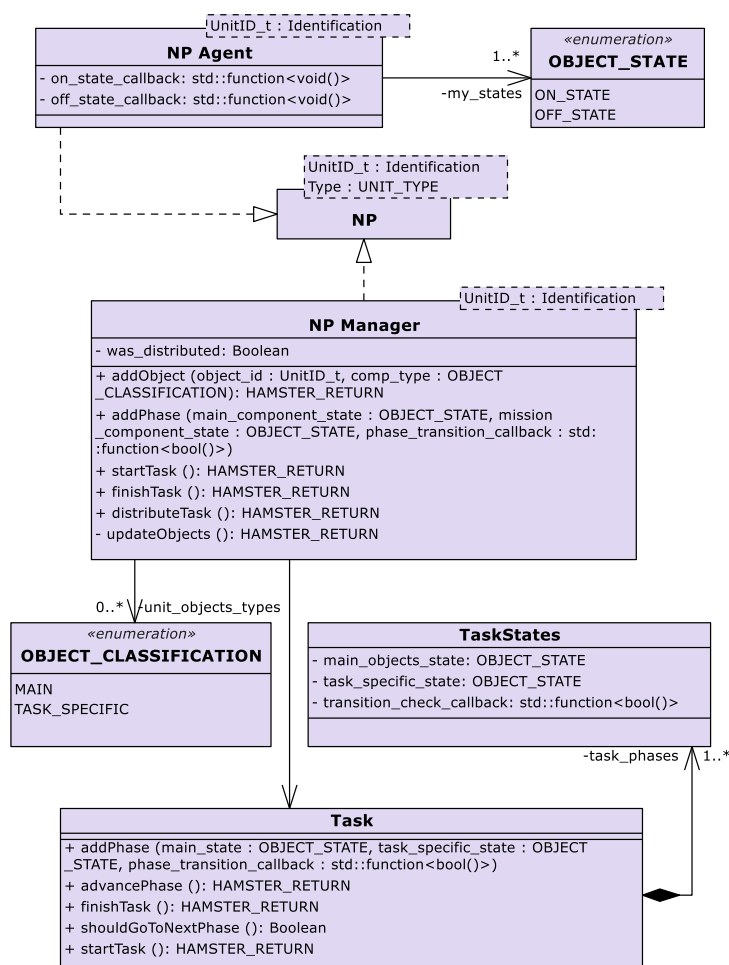 UnitID_t : Identification
NP Agent
- on_state_callback: std::function<void()>
- off_state_callback: std::function<void()>
1..*
-my_states
«enumeration»
OBJECT_STATE
ON_STATE
OFF_STATE
UnitID_t : Identification
Type : UNIT_TYPE
NP
UnitID_t : Identification
NP Manager
- was_distributed: Boolean
+ addObject (object_id : UnitID_t, comp_type : OBJECT
_CLASSIFICATION): HAMSTER_RETURN
+ addPhase (main_component_state : OBJECT_STATE, mission
_component_state : OBJECT_STATE, phase_transition_callback : std:
:function<bool()>)
+ startTask (): HAMSTER_RETURN
+ finishTask (): HAMSTER_RETURN
+ distributeTask (): HAMSTER_RETURN
- updateObjects (): HAMSTER_RETURN
0..*
-unit_objects_types
«enumeration»
OBJECT_CLASSIFICATION
MAIN
TASK_SPECIFIC
TaskStates
- main_objects_state: OBJECT_STATE
- task_specific_state: OBJECT_STATE
- transition_check_callback: std::function<bool()>
-task_phases
1..*
Task
+ addPhase (main_state : OBJECT_STATE, task_specific_state : OBJECT
_STATE, phase_transition_callback : std::function<bool()>)
+ advancePhase (): HAMSTER_RETURN
+ finishTask (): HAMSTER_RETURN
+ shouldGoToNextPhase (): Boolean
+ startTask (): HAMSTER_RETURN